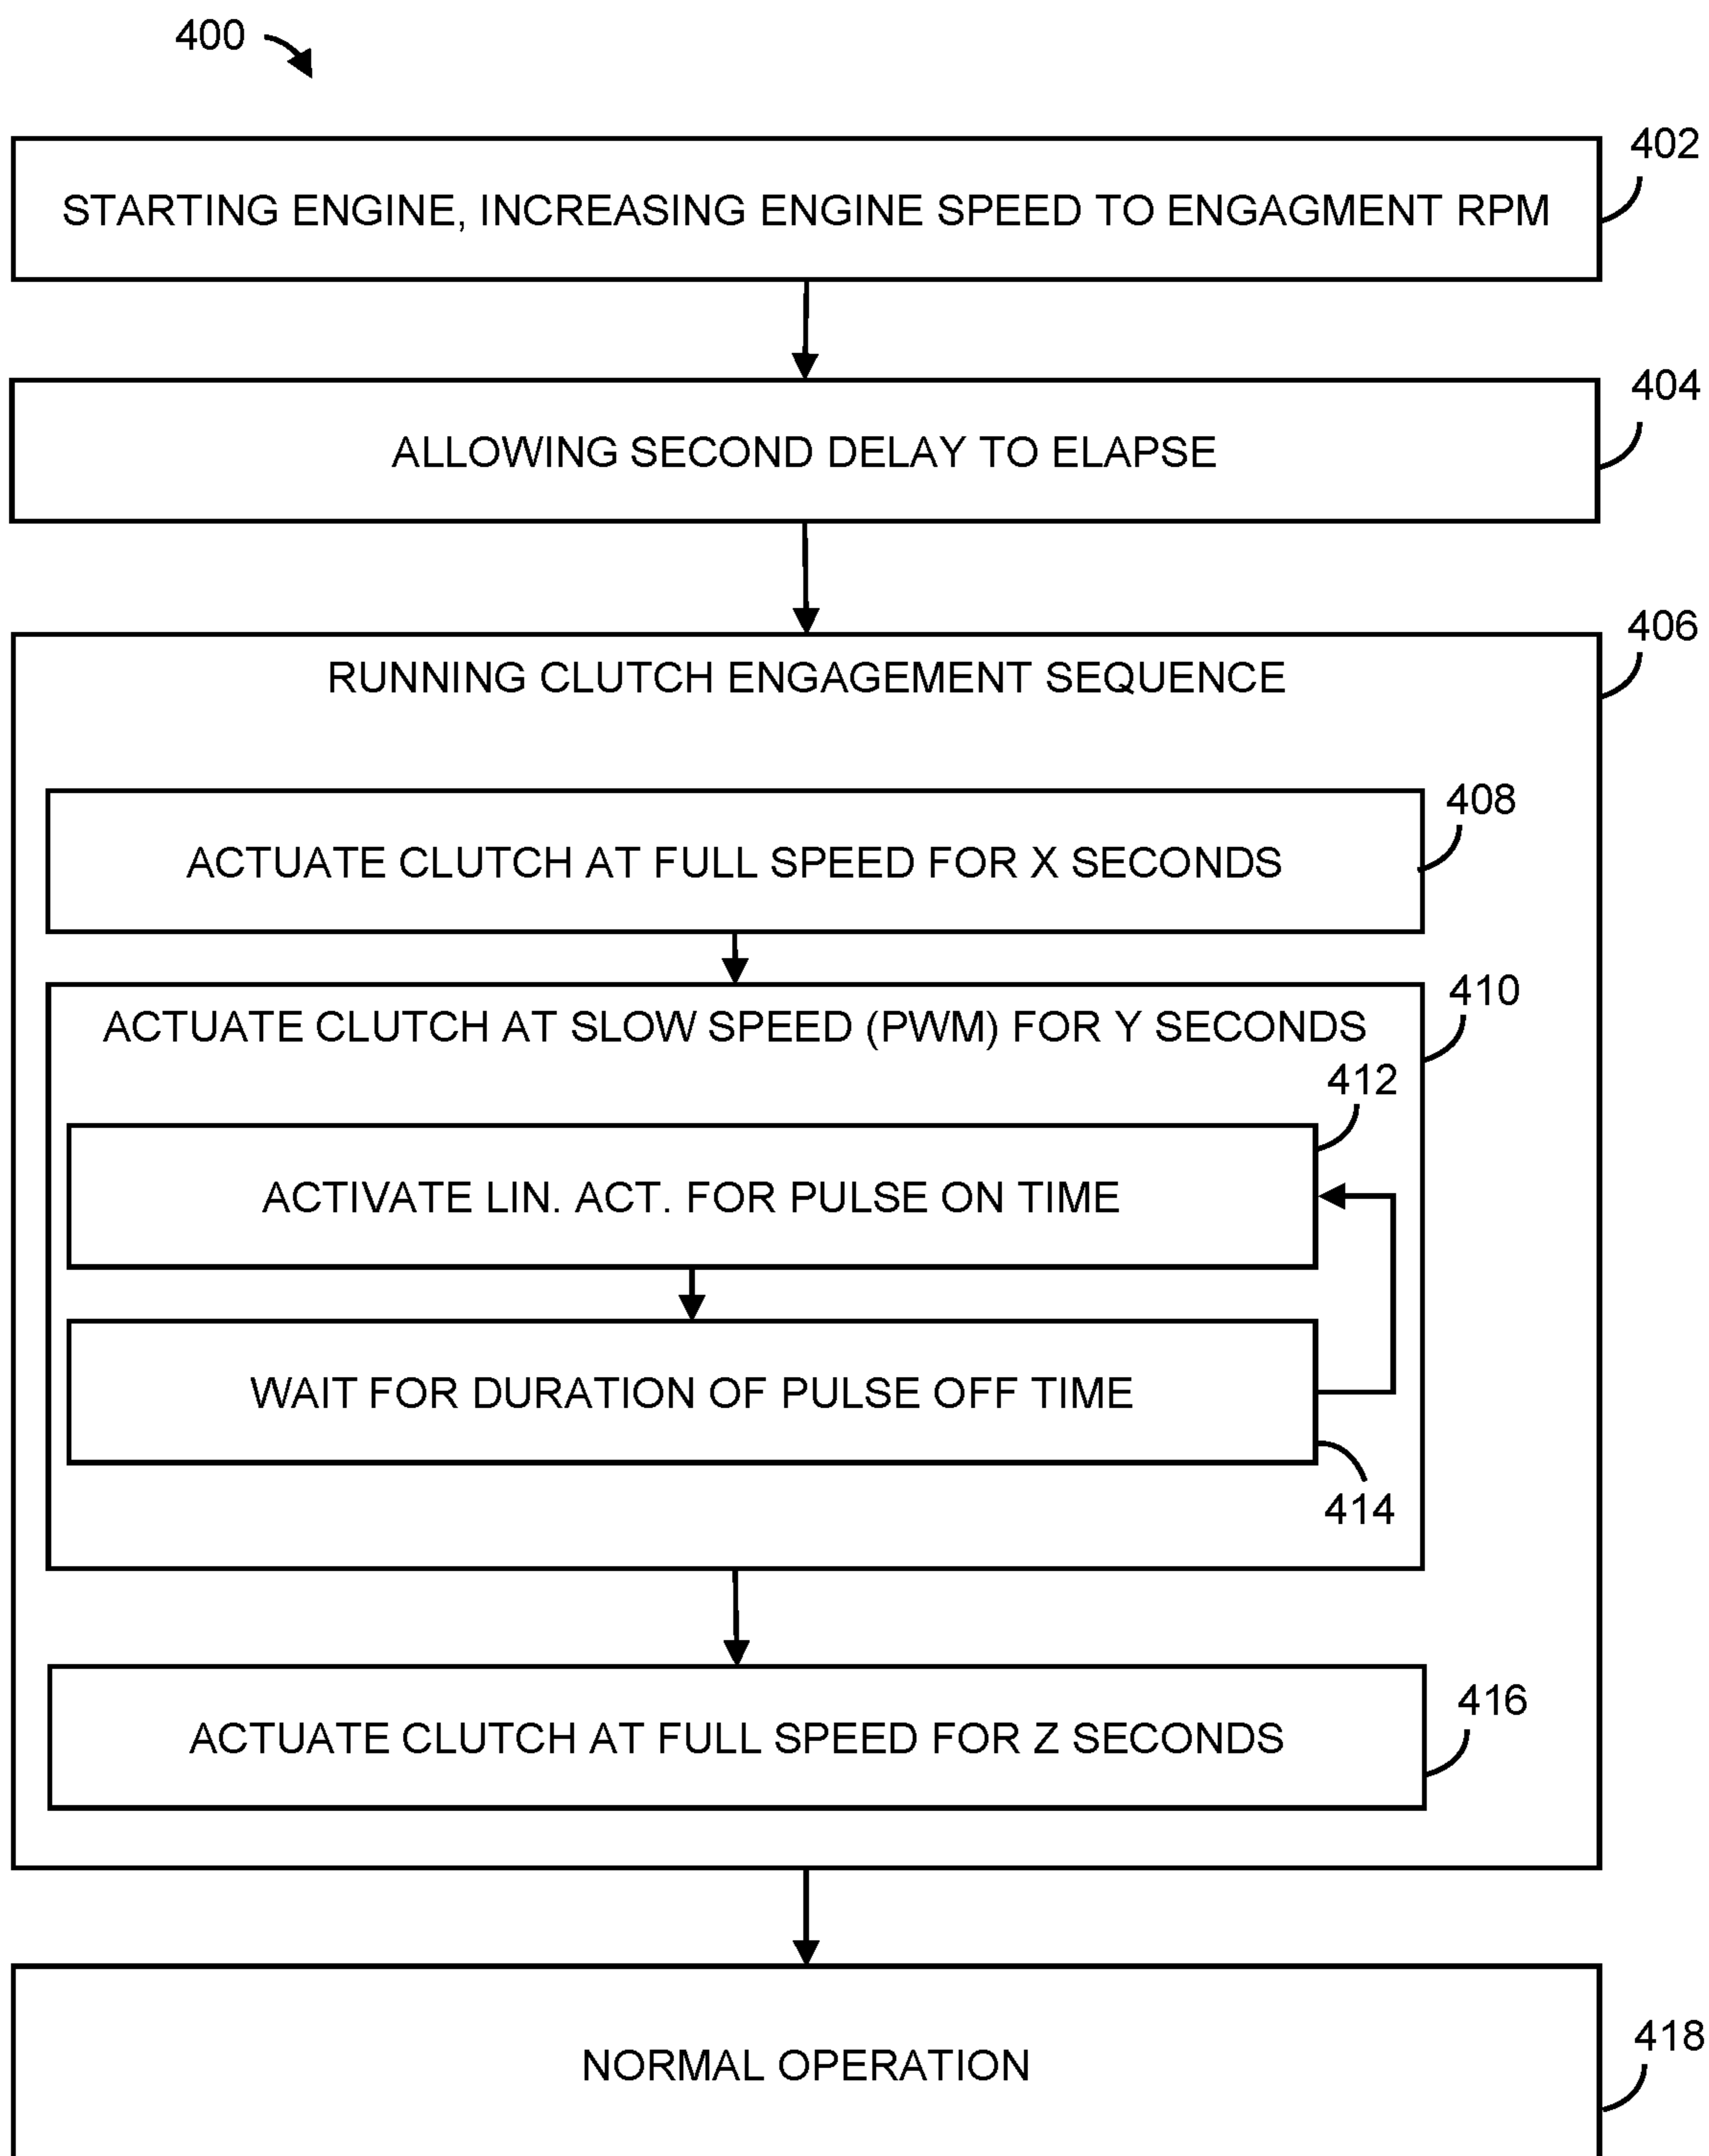 400
402
STARTING ENGINE, INCREASING ENGINE SPEED TO ENGAGMENT RPM
404
ALLOWING SECOND DELAY TO ELAPSE
406
RUNNING CLUTCH ENGAGEMENT SEQUENCE
408
ACTUATE CLUTCH AT FULL SPEED FOR X SECONDS
410
ACTUATE CLUTCH AT SLOW SPEED (PWM) FOR Y SECONDS
412
ACTIVATE LIN. ACT. FOR PULSE ON TIME
WAIT FOR DURATION OF PULSE OFF TIME
414
416
ACTUATE CLUTCH AT FULL SPEED FOR Z SECONDS
418
NORMAL OPERATION